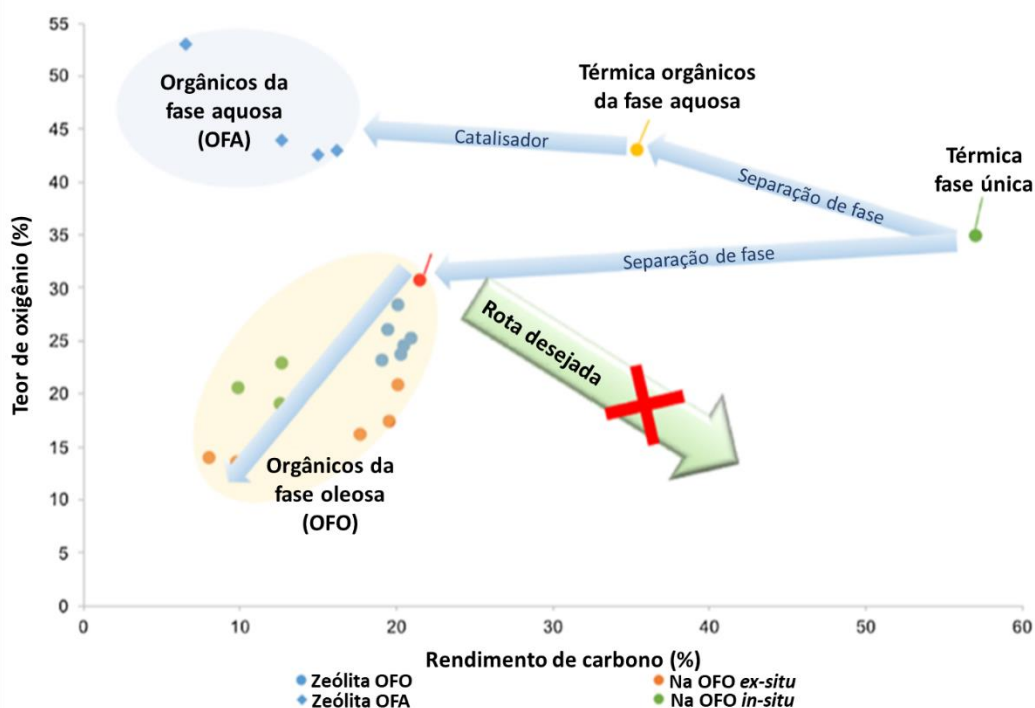 55
50
45
40
35
30
25
20
15
10
5
0
Teor de oxigênio (%)
Orgânicos da
fase aquosa
(OFA)
Catalisador
Térmica orgânicos
da fase aquosa
Separação de fase
Térmica
fase única
Separação de fase
Rota desejada
Orgânicos da
fase oleosa
(OFO)
0 10 20 30 40 50 60
Rendimento de carbono (%)
Zeólita OFO
Zeólita OFA
Na OFO ex-situ
Na OFO in-situ